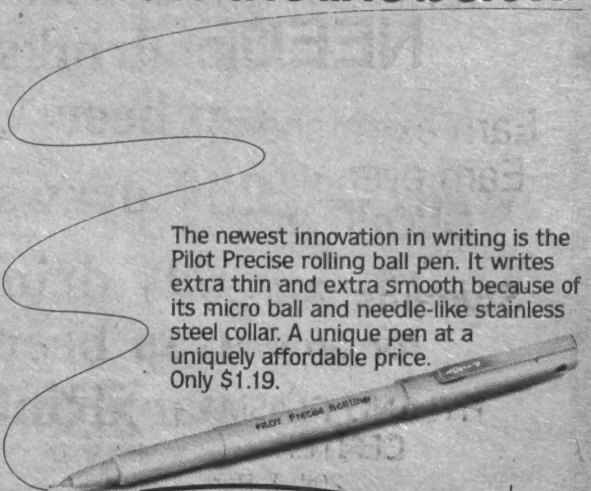 The newest innovation in writing is the
Pilot Precise rolling ball pen. It writes
extra thin and extra smooth because of
its micro ball and needle-like stainless
steel collar. A unique pen at a
uniquely affordable price.
Only $1.19.
PILOT Precise Ballliner